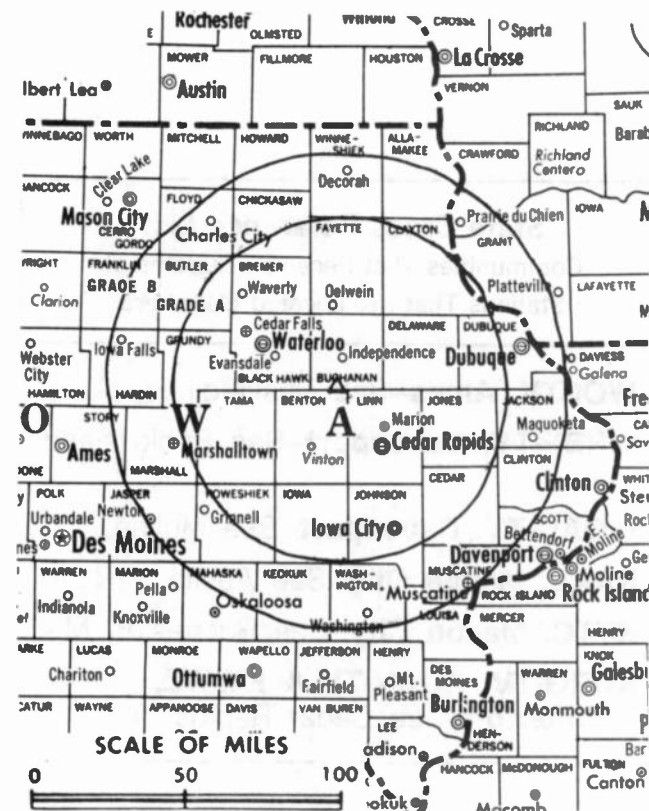 Rochester
OLMSTED
CROSSE
Sparta
MOWER
FILLMORE
HOUSTON
La Crosse
lbert Lea
Austin
VERNON
SAUK
RICHLAND
Barab
WINNEBAGO
WORTH
MITCHELL
HOWARD
WINNE-
SHIEK
ALLA-
MAKEE
CRAWFORD
Richland
Centero
Clear Lake
Decorah
HANCOCK
FLOYD
CHICKASAW
Mason City
CERRO
GORDO
Charles City
FAYETTE
CLAYTON
Prairie du Chien
GRANT
IOWA
FRANKLIN
BUTLER
BREMER
GRADE B
GRADE A
Waverly
Oelwein
Platteville
LAFAYETTE
Clarion
Cedar Falls
DELAWARE
DUBUQUE
Webster
City
Iowa Falls
GRUNDY
Waterloo
Independence
Dubuque
DAVIESS
Galena
Evansdale
HAMILTON
HARDIN
BLACK HAWK
BUCHANAN
O
W
A
STORY
TAMA
BENTON
LINN
JONES
JACKSON
Fre
Marion
Maquoketa
Ames
Marshalltown
Vinton
Cedar Rapids
CLINTON
MARSHALL
CEDAR
Clinton
POLK
JASPER
POWESHIEK
IOWA
JOHNSON
Urbandale
Newton
Grinnell
SCOTT
Des Moines
Iowa City
Bettendorf
E.
Moline
Davenport
Moline
WARREN
MARION
MAHASKA
KEOKUK
WASH-
INGTON
MUSCATINE
Rock Island
Pella
Muscatine
ROCK ISLAND
Indianola
Knoxville
Oskaloosa
Washington
LOUISA
MERCER
HENRY
LUCAS
MONROE
WAPELLO
JEFFERSON
HENRY
KNOX
Chariton
Ottumwa
Fairfield
Mt.
Pleasant
DES
MOINES
WARREN
Galesbu
Monmouth
WAYNE
APPANOOSE
DAVIS
VAN BUREN
Burlington
LEE
HEN-
DERSON
SCALE OF MILES
adison
HANCOCK
McDONOUGH
FULTON
Canton
0
50
100
okuk
Macomb